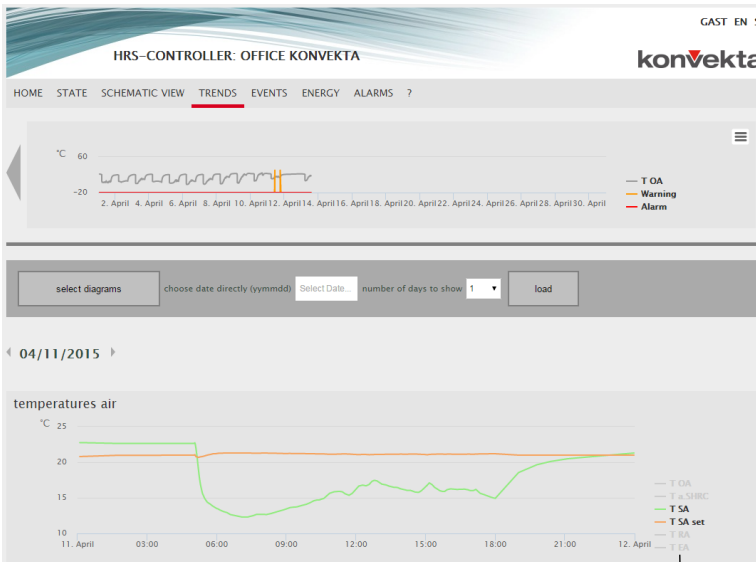 GAST EN
HRS-CONTROLLER: OFFICE KONVEKTA
konvekta
HOME STATE SCHEMATIC VIEW TRENDS EVENTS ENERGY ALARMS ?
°C 60
-20
2. April 4. April 6. April 8. April 10. April 12. April 14. April 16. April 18. April 20. April 22. April 24. April 26. April 28. April 30. April
T OA
Warning
Alarm
select diagrams choose date directly (yymmdd) Select Date... number of days to show 1 load
04/11/2015
temperatures air
°C 25
20
15
10
11. April 03:00 06:00 09:00 12:00 15:00 18:00 21:00 12. April
T OA
T a.SHRC
T SA
T SA set
T RA
T EA